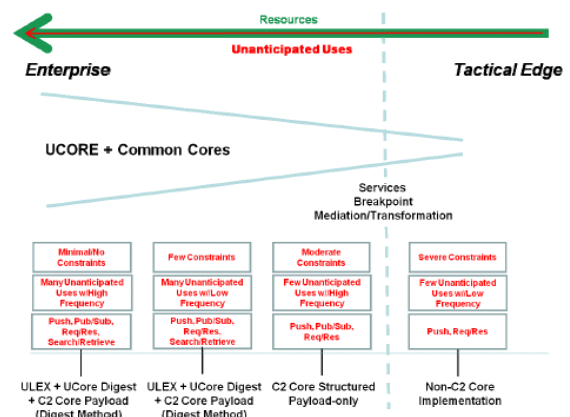 Resources
Unanticipated Uses
Enterprise
Tactical Edge
UCORE + Common Cores
Services
Breakpoint
Mediation/Transformation
Minimal/No
Constraints
Many Unanticipated
Uses w/High
Frequency
Push, Pub/Sub,
Req/Res,
Search/Retrieve
ULEX + UCore Digest
+ C2 Core Payload
(Digest Method)
Few Constraints
Many Unanticipated
Uses w/Low
Frequency
Push, Pub/Sub,
Req/Res,
Search/Retrieve
ULEX + UCore Digest
+ C2 Core Payload
(Digest Method)
Moderate
Constraints
Few Unanticipated
Uses w/High
Frequency
Push, Pub/Sub,
Req/Res
C2 Core Structured
Payload-only
Severe Constraints
Few Unanticipated
Uses w/Low
Frequency
Push, Req/Res
Non-C2 Core
Implementation